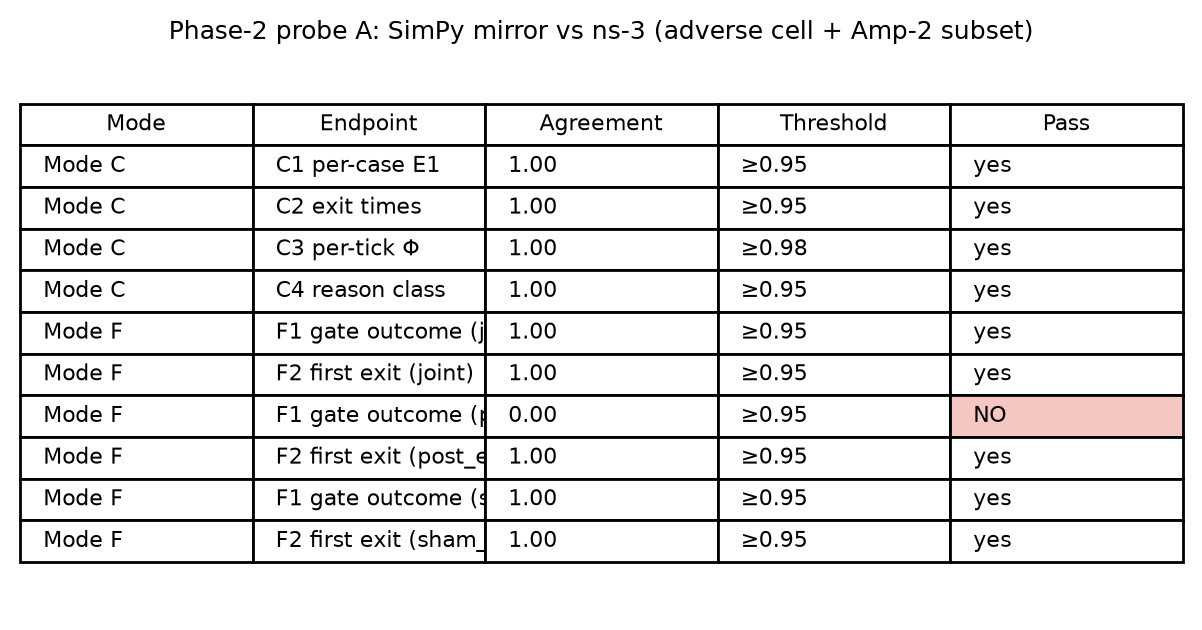 Phase-2 probe A: SimPy mirror vs ns-3 (adverse cell + Amp-2 subset)
Mode Endpoint Agreement Threshold Pass
Mode C C1 per-case E1 1.00 ≥0.95 yes
Mode C C2 exit times 1.00 ≥0.95 yes
Mode C C3 per-tick Φ 1.00 ≥0.98 yes
Mode C C4 reason class 1.00 ≥0.95 yes
Mode F F1 gate outcome (j 1.00 ≥0.95 yes
Mode F F2 first exit (joint) 1.00 ≥0.95 yes
Mode F F1 gate outcome (p 0.00 ≥0.95 NO
Mode F F2 first exit (post_e 1.00 ≥0.95 yes
Mode F F1 gate outcome (s 1.00 ≥0.95 yes
Mode F F2 first exit (sham_ 1.00 ≥0.95 yes